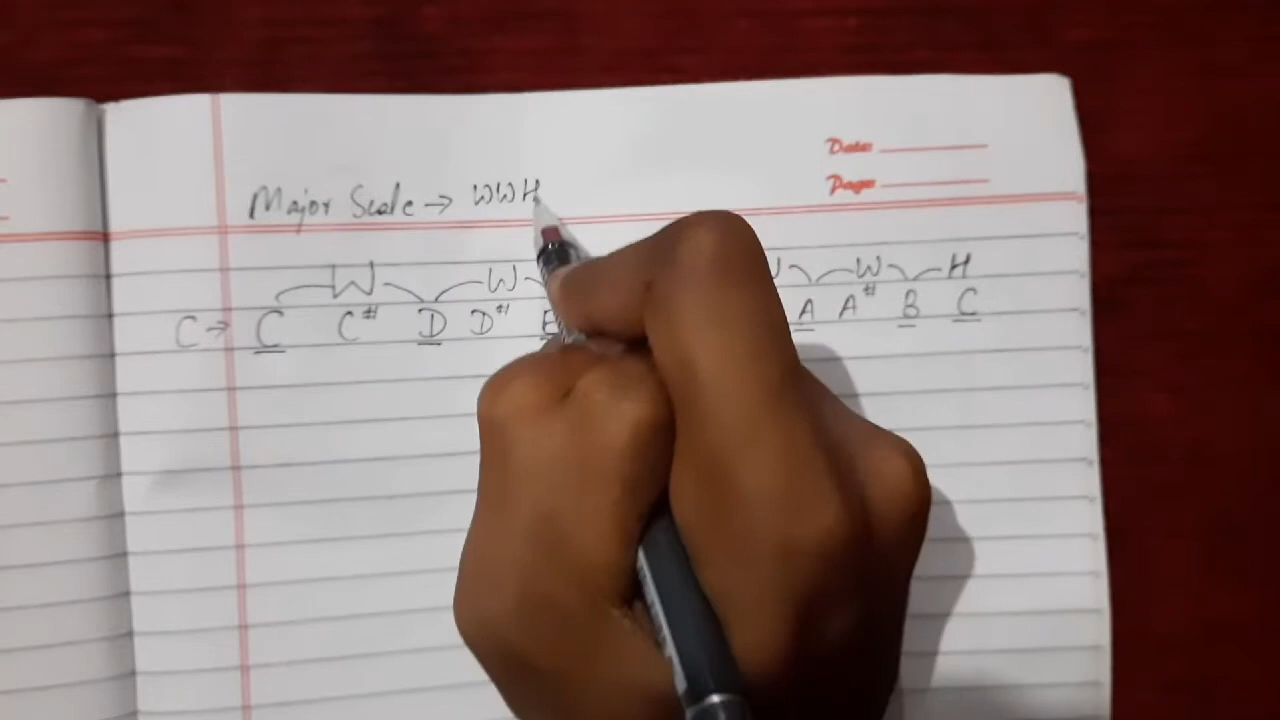 Date:
Page:
Major Scale → WWH
W W W H
C → C C# D D# E A A# B C